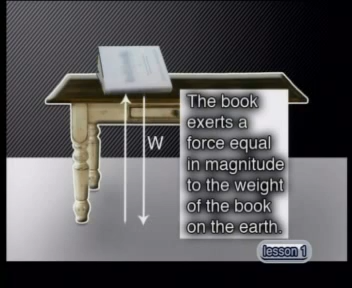 W
The book
exerts a
force equal
in magnitude
to the weight
of the book
on the earth.
lesson 1